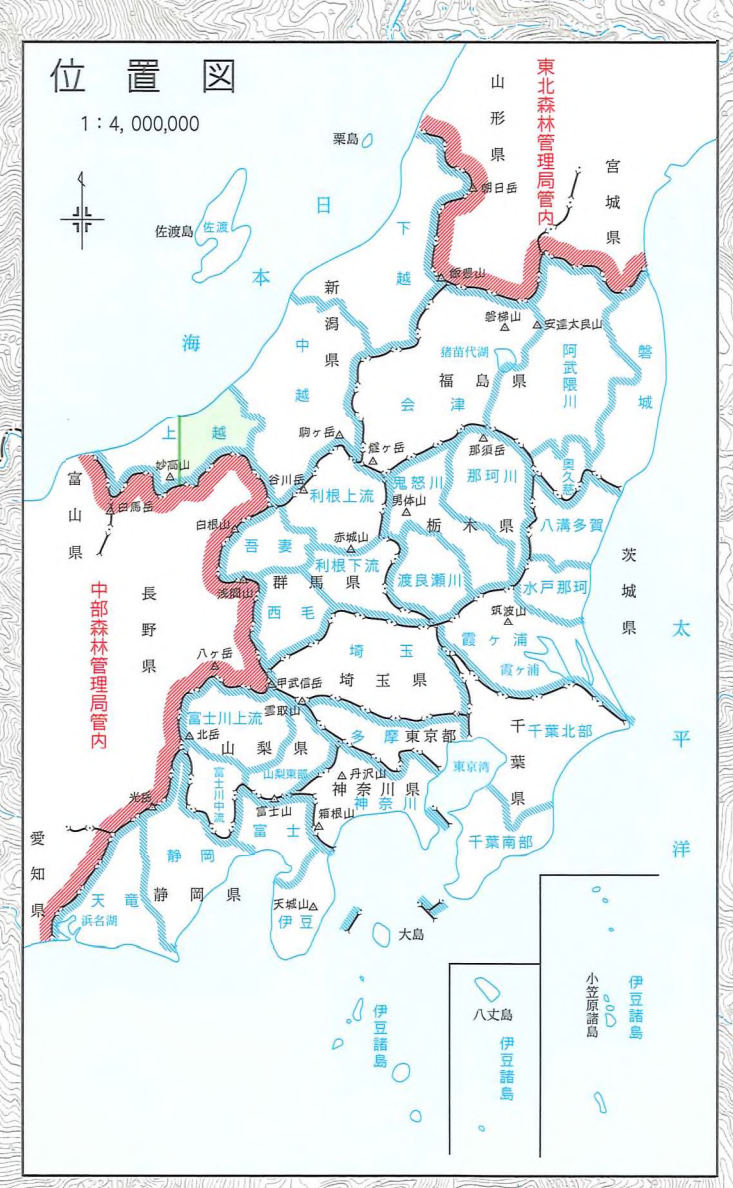 位置図
1：4,000,000
東北森林管理局管内
山形県
宮城県
粟島
朝日岳
佐渡島
佐渡
日本海
下越
飯豊山
新潟県
磐梯山
安達太良山
中越
猪苗代湖
福島県
阿武隈川
磐城
会津
上越
駒ヶ岳
燧ヶ岳
那須岳
妙高山
谷川岳
利根上流
鬼怒川
那珂川
奥久慈
富山県
白馬岳
白根山
男体山
栃木県
八溝多賀
吾妻
赤城山
利根下流
茨城県
浅間山
群馬県
渡良瀬川
水戸那珂
中部森林管理局管内
長野県
西毛
筑波山
太平洋
八ヶ岳
埼玉
霞ヶ浦
霞ヶ浦
甲武信岳
埼玉県
雲取山
富士川上流
北岳
山梨県
多摩
東京都
千葉県
千葉北部
富士川中流
山梨東部
丹沢山
神奈川県
神奈川
東京湾
光岳
富士山
箱根山
愛知県
静岡
富士
千葉南部
天竜
静岡県
浜名湖
天城山
伊豆
大島
伊豆諸島
八丈島
伊豆諸島
小笠原諸島
伊豆諸島